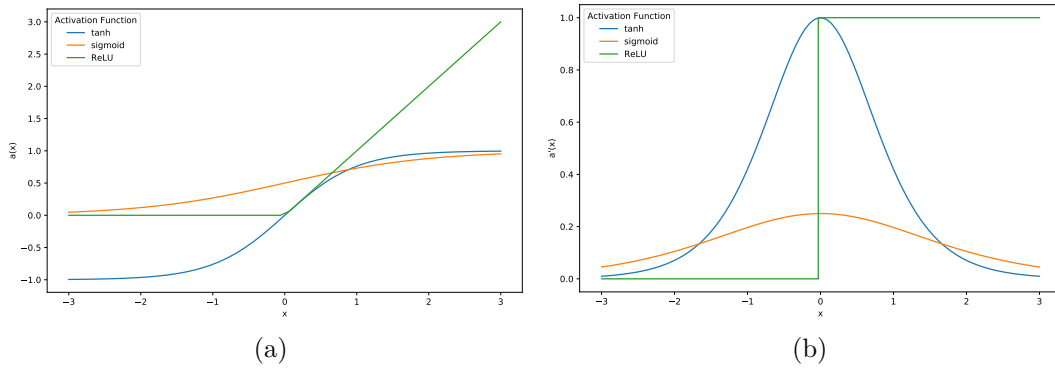 Activation Function
tanh
sigmoid
ReLU
3.0
2.5
2.0
1.5
1.0
0.5
0.0
−0.5
−1.0
a(x)
−3
−2
−1
0
1
2
3
x
(a)
Activation Function
tanh
sigmoid
ReLU
1.0
0.8
0.6
0.4
0.2
0.0
a'(x)
−3
−2
−1
0
1
2
3
x
(b)